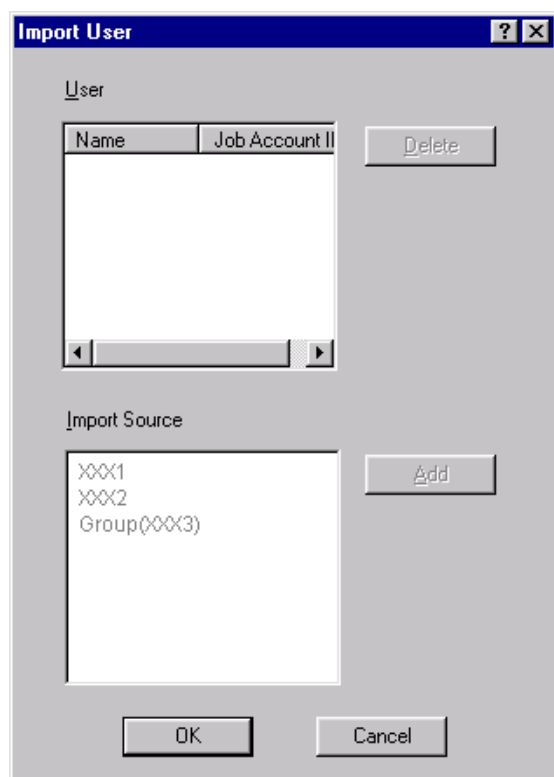 Import User
User
Name Job Account
Delete
Import Source
XXX1
XXX2
Group(XXX3)
Add
OK
Cancel